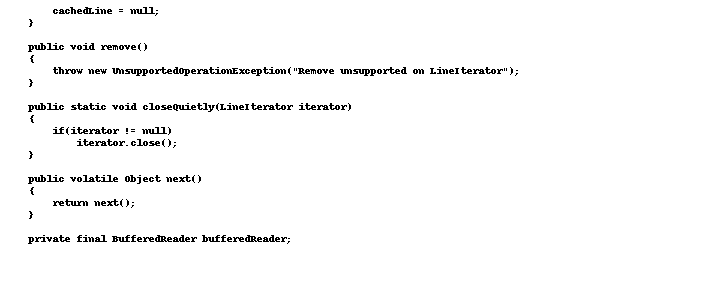 cachedLine = null;
}
public void remove()
{
throw new UnsupportedOperationException("Remove unsupported on LineIterator");
}
public static void closeQuietly(LineIterator iterator)
{
if(iterator != null)
iterator.close();
}
public volatile Object next()
{
return next();
}
private final BufferedReader bufferedReader;